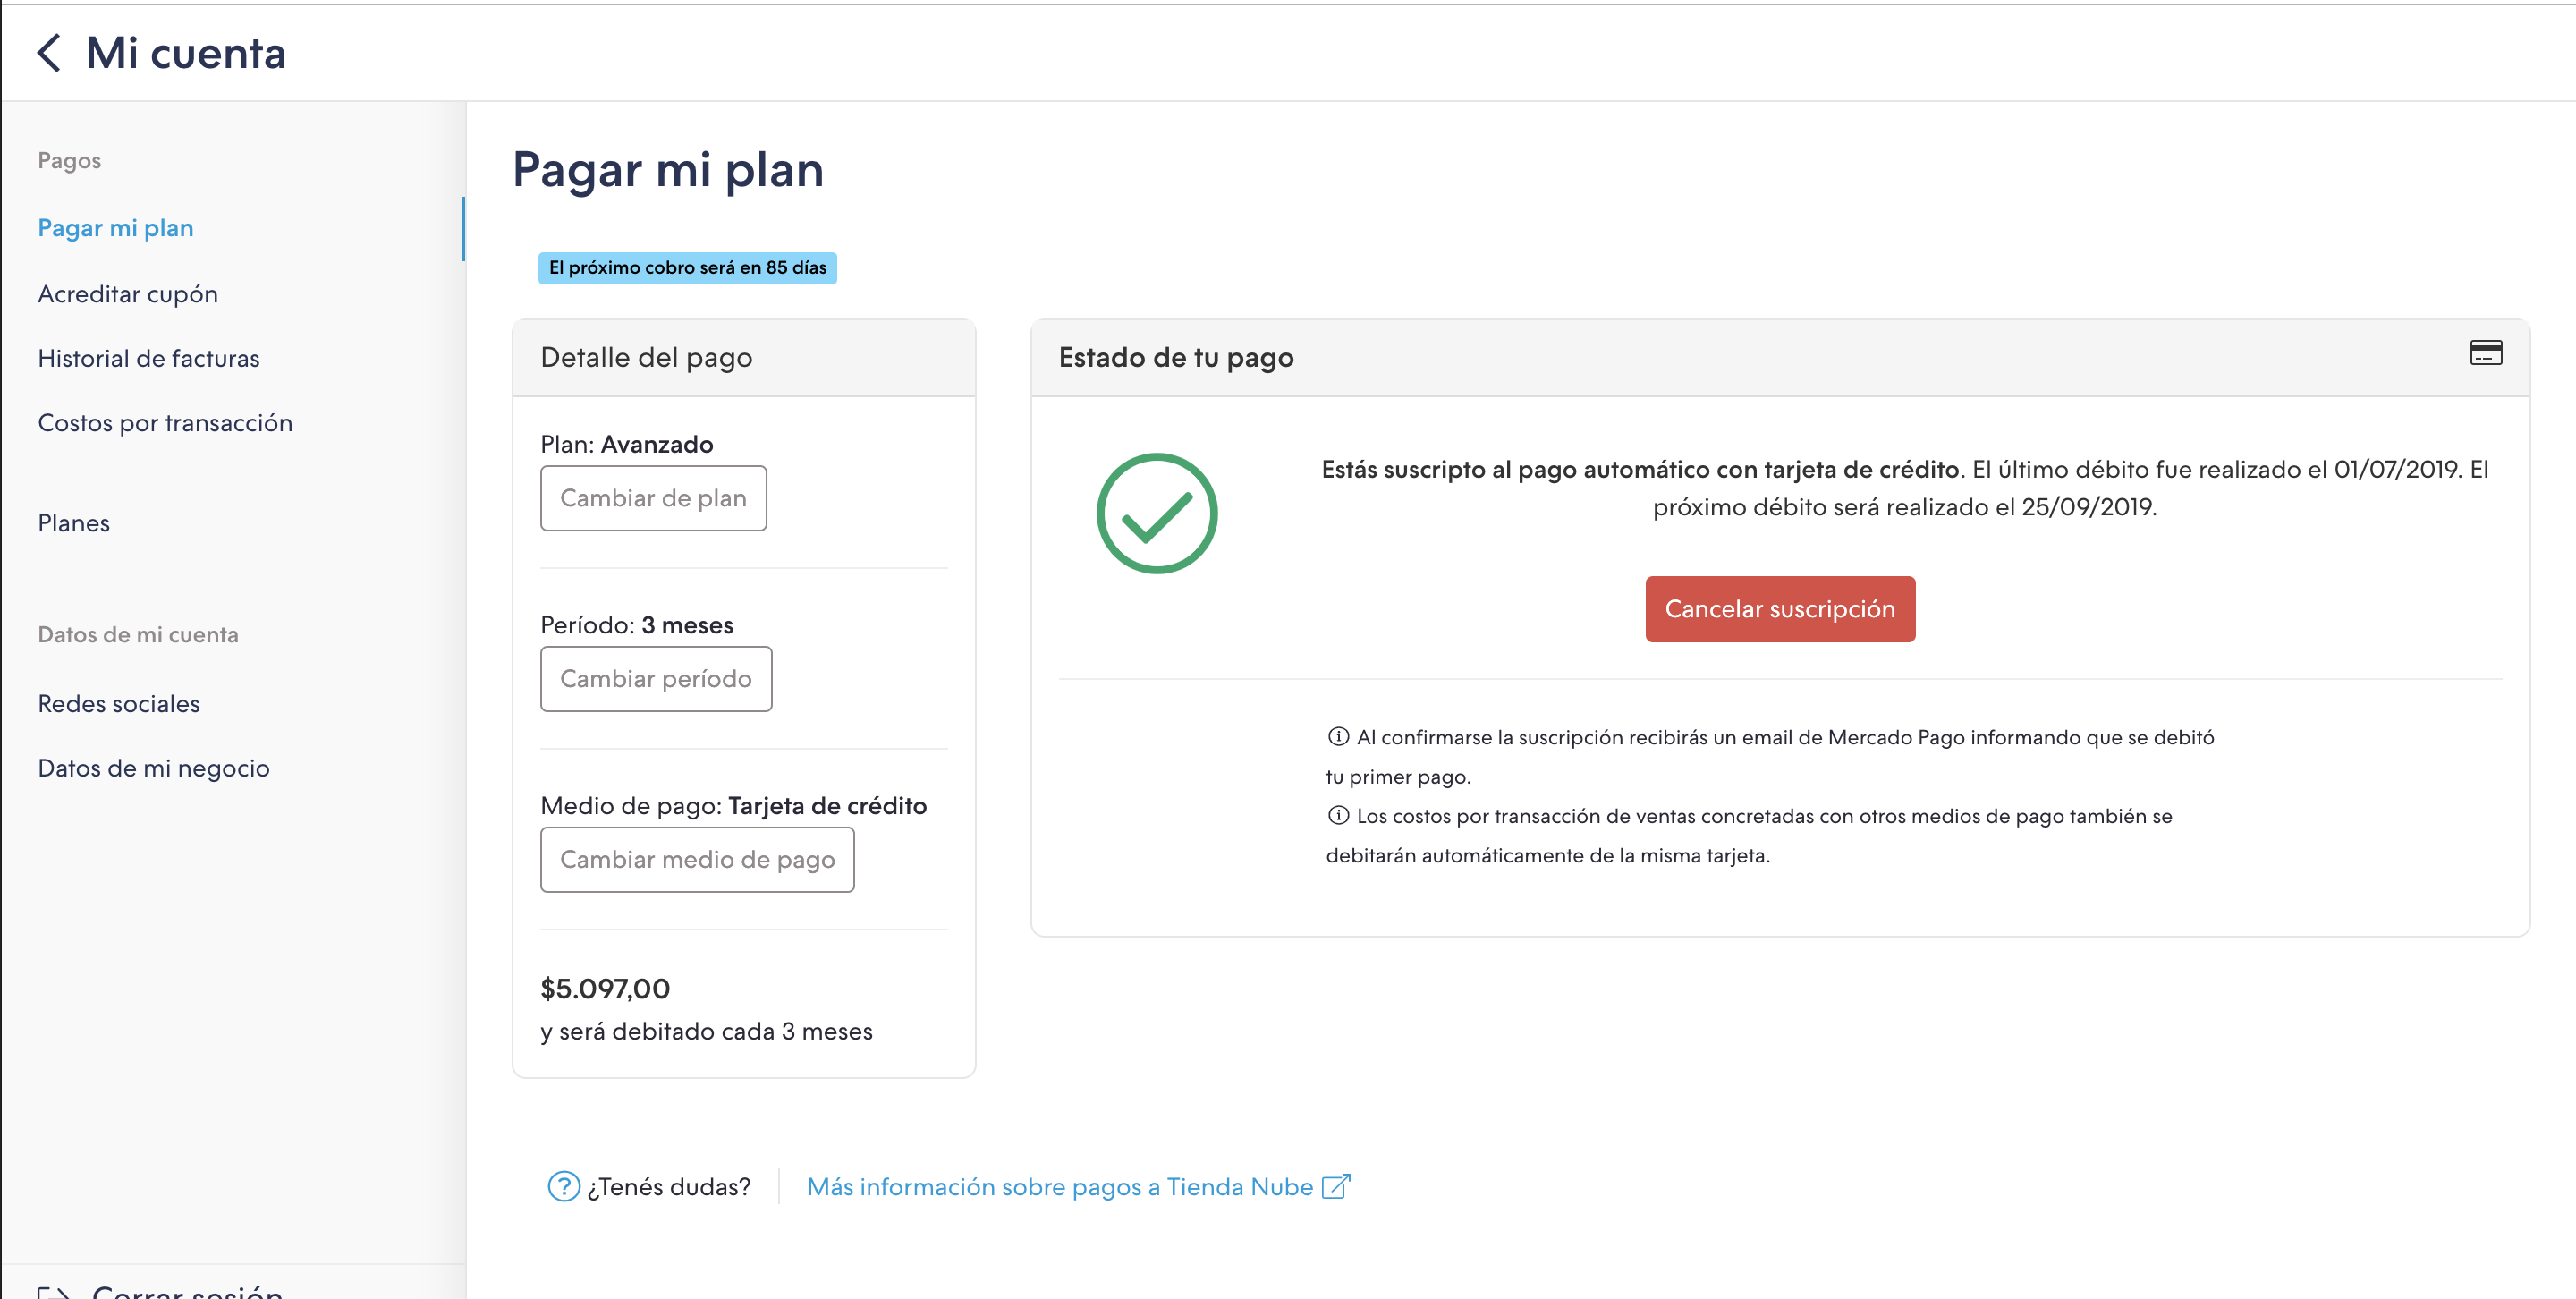 Mi cuenta
Pagos
Pagar mi plan
Acreditar cupón
Historial de facturas
Costos por transacción
Planes
Datos de mi cuenta
Redes sociales
Datos de mi negocio
Cerrar sesión
Pagar mi plan
El próximo cobro será en 85 días
Detalle del pago
Plan: Avanzado
Cambiar de plan
Período: 3 meses
Cambiar período
Medio de pago: Tarjeta de crédito
Cambiar medio de pago
$5.097,00
y será debitado cada 3 meses
Estado de tu pago
Estás suscripto al pago automático con tarjeta de crédito. El último débito fue realizado el 01/07/2019. El
próximo débito será realizado el 25/09/2019.
Cancelar suscripción
Al confirmarse la suscripción recibirás un email de Mercado Pago informando que se debitó
tu primer pago.
Los costos por transacción de ventas concretadas con otros medios de pago también se
debitarán automáticamente de la misma tarjeta.
¿Tenés dudas?
Más información sobre pagos a Tienda Nube